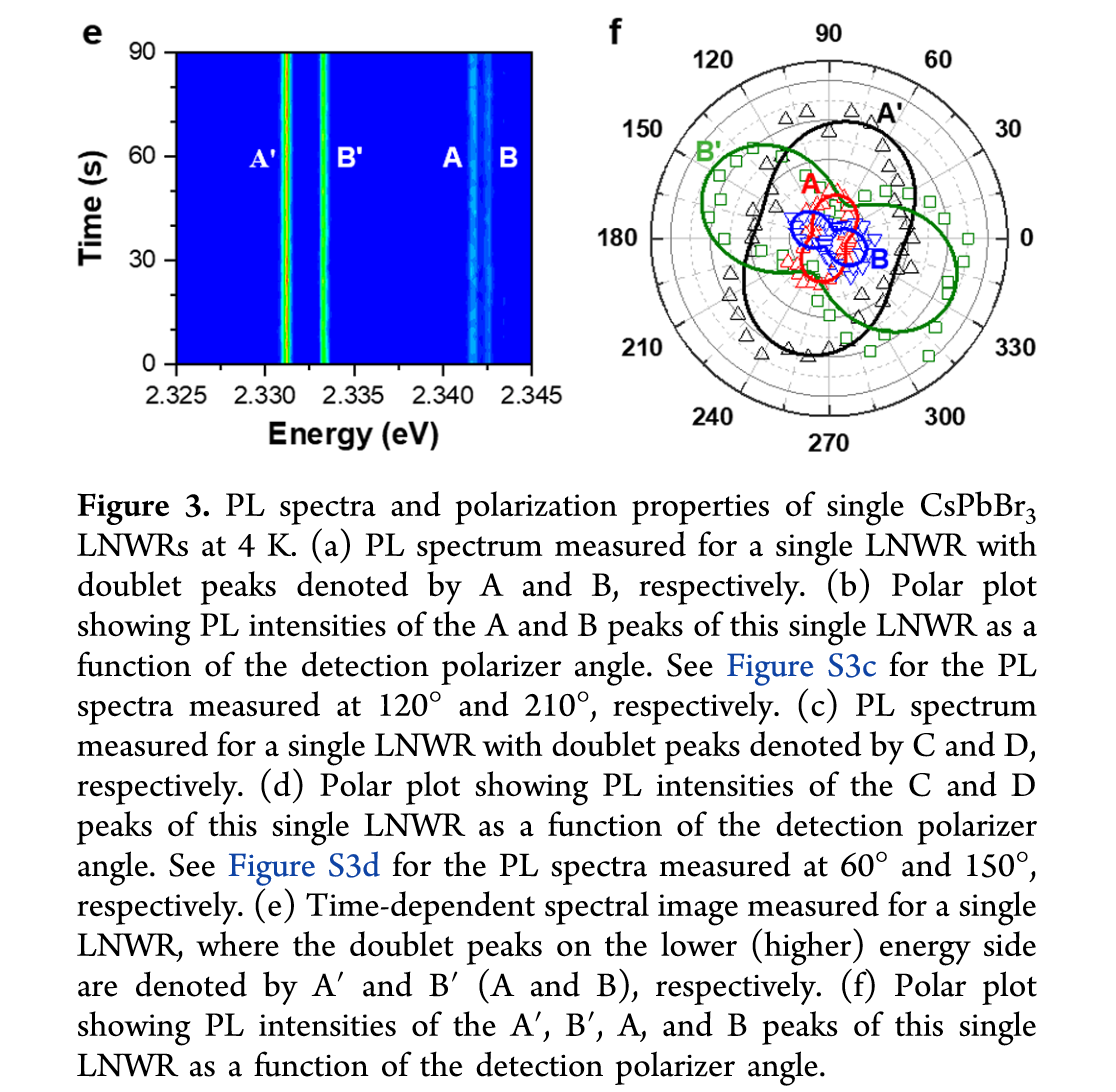 e
f
90
60
30
0
Time (s)
A'
B'
A
B
2.325
2.330
2.335
2.340
2.345
Energy (eV)
90
120
60
150
30
180
0
210
330
240
300
270
A'
B'
A
B
Figure 3. PL spectra and polarization properties of single CsPbBr₃
LNWRs at 4 K. (a) PL spectrum measured for a single LNWR with
doublet peaks denoted by A and B, respectively. (b) Polar plot
showing PL intensities of the A and B peaks of this single LNWR as a
function of the detection polarizer angle. See Figure S3c for the PL
spectra measured at 120° and 210°, respectively. (c) PL spectrum
measured for a single LNWR with doublet peaks denoted by C and D,
respectively. (d) Polar plot showing PL intensities of the C and D
peaks of this single LNWR as a function of the detection polarizer
angle. See Figure S3d for the PL spectra measured at 60° and 150°,
respectively. (e) Time-dependent spectral image measured for a single
LNWR, where the doublet peaks on the lower (higher) energy side
are denoted by A′ and B′ (A and B), respectively. (f) Polar plot
showing PL intensities of the A′, B′, A, and B peaks of this single
LNWR as a function of the detection polarizer angle.